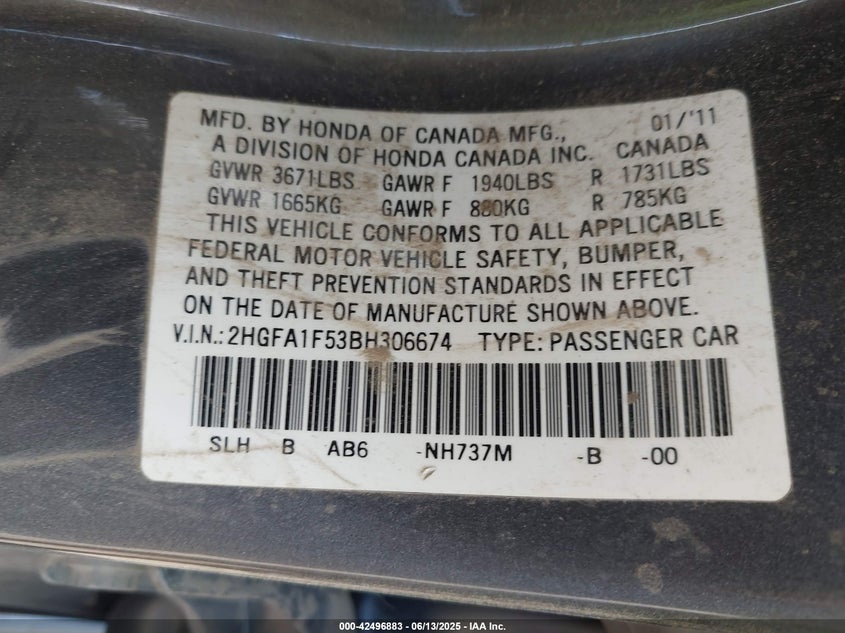 MFD. BY HONDA OF CANADA MFG., 01/'11
A DIVISION OF HONDA CANADA INC. CANADA
GVWR 3671LBS GAWR F 1940LBS R 1731LBS
GVWR 1665KG GAWR F 880KG R 785KG
THIS VEHICLE CONFORMS TO ALL APPLICABLE
FEDERAL MOTOR VEHICLE SAFETY, BUMPER,
AND THEFT PREVENTION STANDARDS IN EFFECT
ON THE DATE OF MANUFACTURE SHOWN ABOVE.
V.I.N.: 2HGFA1F53BH306674 TYPE: PASSENGER CAR
SLH B AB6 -NH737M -B -00
000-42496883 - 06/13/2025 - IAA Inc.